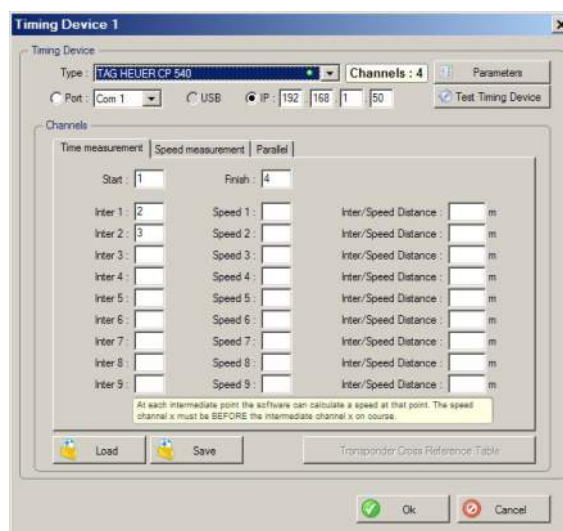 Timing Device 1
Timing Device
Type : TAG HEUER CP 540 Channels : 4 Parameters
Port : Com 1 USB IP : 192 . 168 . 1 . 50 Test Timing Device
Channels
Time measurement Speed measurement Parallel
Start : 1 Finish : 4
Inter 1 : 2 Speed 1 : Inter/Speed Distance : m
Inter 2 : 3 Speed 2 : Inter/Speed Distance : m
Inter 3 : Speed 3 : Inter/Speed Distance : m
Inter 4 : Speed 4 : Inter/Speed Distance : m
Inter 5 : Speed 5 : Inter/Speed Distance : m
Inter 6 : Speed 6 : Inter/Speed Distance : m
Inter 7 : Speed 7 : Inter/Speed Distance : m
Inter 8 : Speed 8 : Inter/Speed Distance : m
Inter 9 : Speed 9 : Inter/Speed Distance : m
At each intermediate point the software can calculate a speed at that point. The speed
channel x must be BEFORE the intermediate channel x on course.
Load Save Transponder Cross Reference Table
Ok Cancel